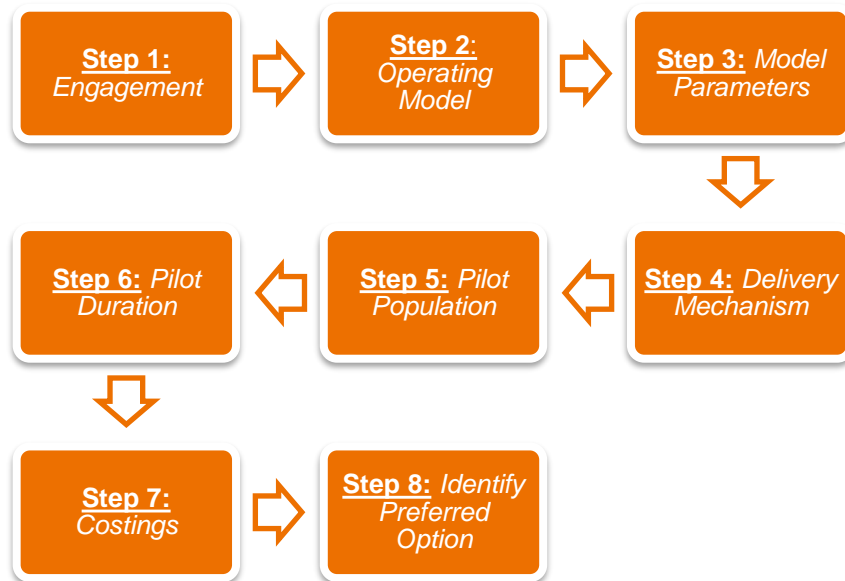 Step 1:
Engagement
Step 2:
Operating
Model
Step 3: Model
Parameters
Step 4: Delivery
Mechanism
Step 5: Pilot
Population
Step 6: Pilot
Duration
Step 7:
Costings
Step 8: Identify
Preferred
Option